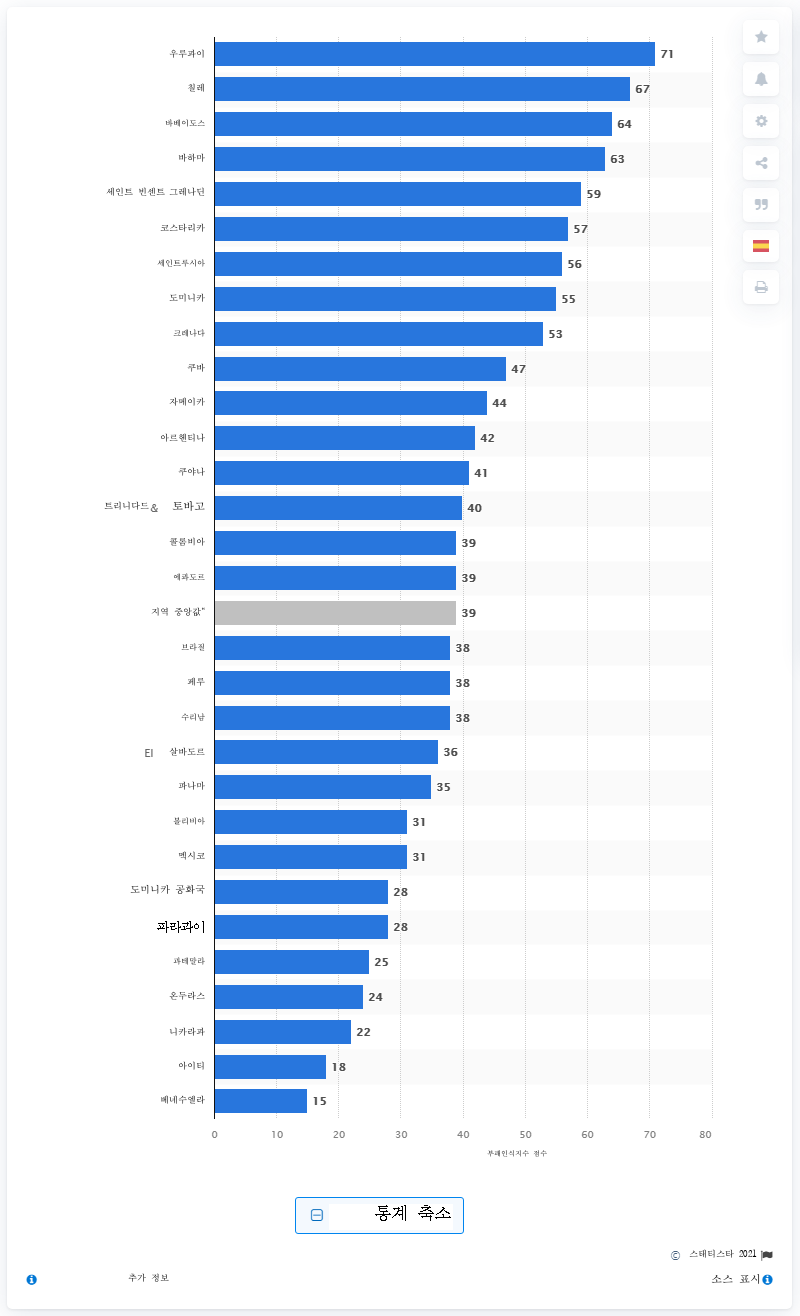 우루과이 71
칠레 67
바베이도스 64
바하마 63
세인트 빈센트 그레나딘 59
코스타리카 57
세인트루시아 56
도미니카 55
그레나다 53
쿠바 47
자메이카 44
아르헨티나 42
쿠야나 41
트리니다드& 토바고 40
콜롬비아 39
에콰도르 39
지역 중앙값" 39
브라질 38
페루 38
수리남 38
El 살바도르 36
파나마 35
볼리비아 31
멕시코 31
도미니카 공화국 28
파라과이 28
과테말라 25
온두라스 24
니카라과 22
아이티 18
베네수엘라 15
0 10 20 30 40 50 60 70 80
부패인식지수 점수
통계 축소
© 스태티스타 2021
추가 정보
소스 표시